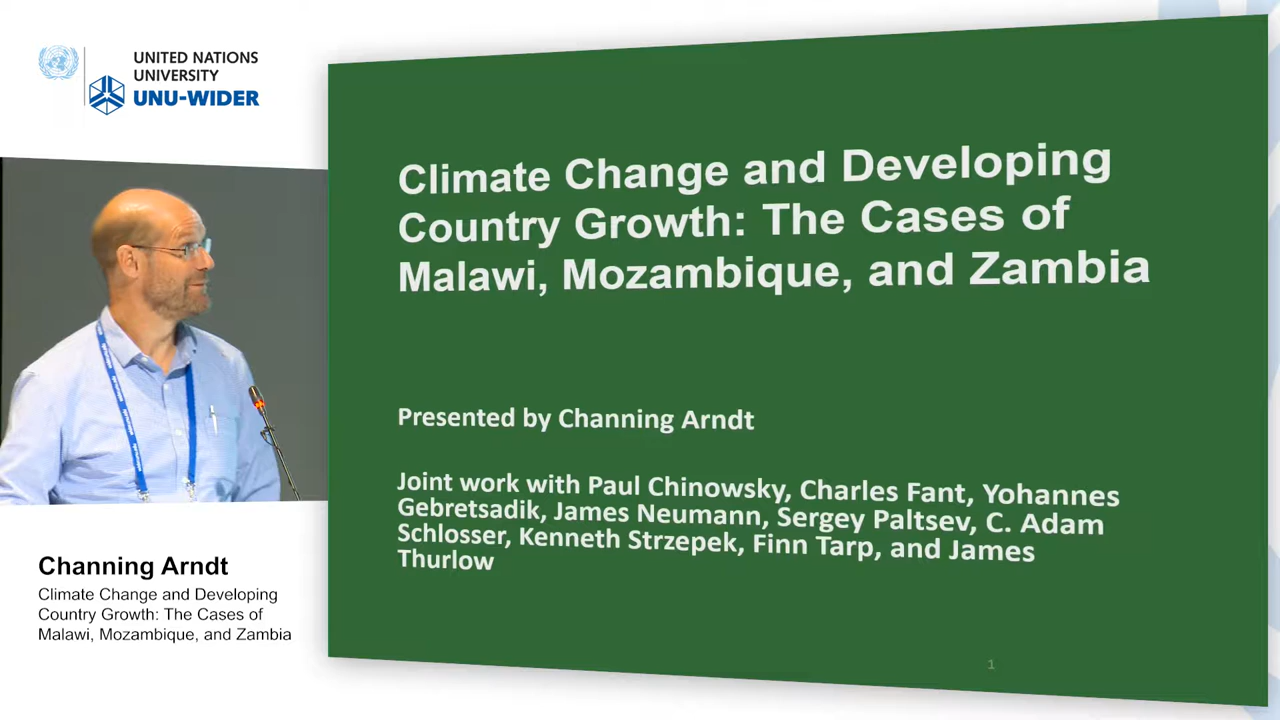 UNITED NATIONS
UNIVERSITY
UNU-WIDER
Climate Change and Developing
Country Growth: The Cases of
Malawi, Mozambique, and Zambia
Presented by Channing Arndt
Joint work with Paul Chinowsky, Charles Fant, Yohannes
Gebretsadik, James Neumann, Sergey Paltsev, C. Adam
Schlosser, Kenneth Strzepek, Finn Tarp, and James
Thurlow
1
Channing Arndt
Climate Change and Developing
Country Growth: The Cases of
Malawi, Mozambique, and Zambia